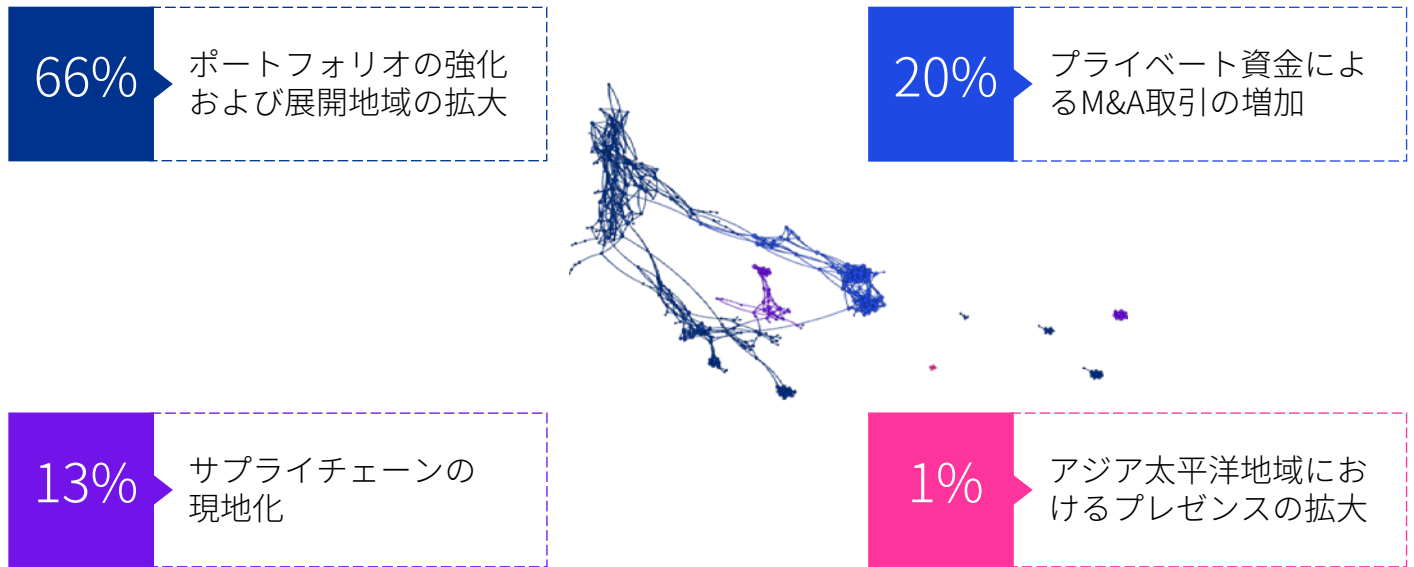 66%
ポートフォリオの強化
および展開地域の拡大
20%
プライベート資金によ
るM&A取引の増加
13%
サプライチェーンの
現地化
1%
アジア太平洋地域にお
けるプレゼンスの拡大